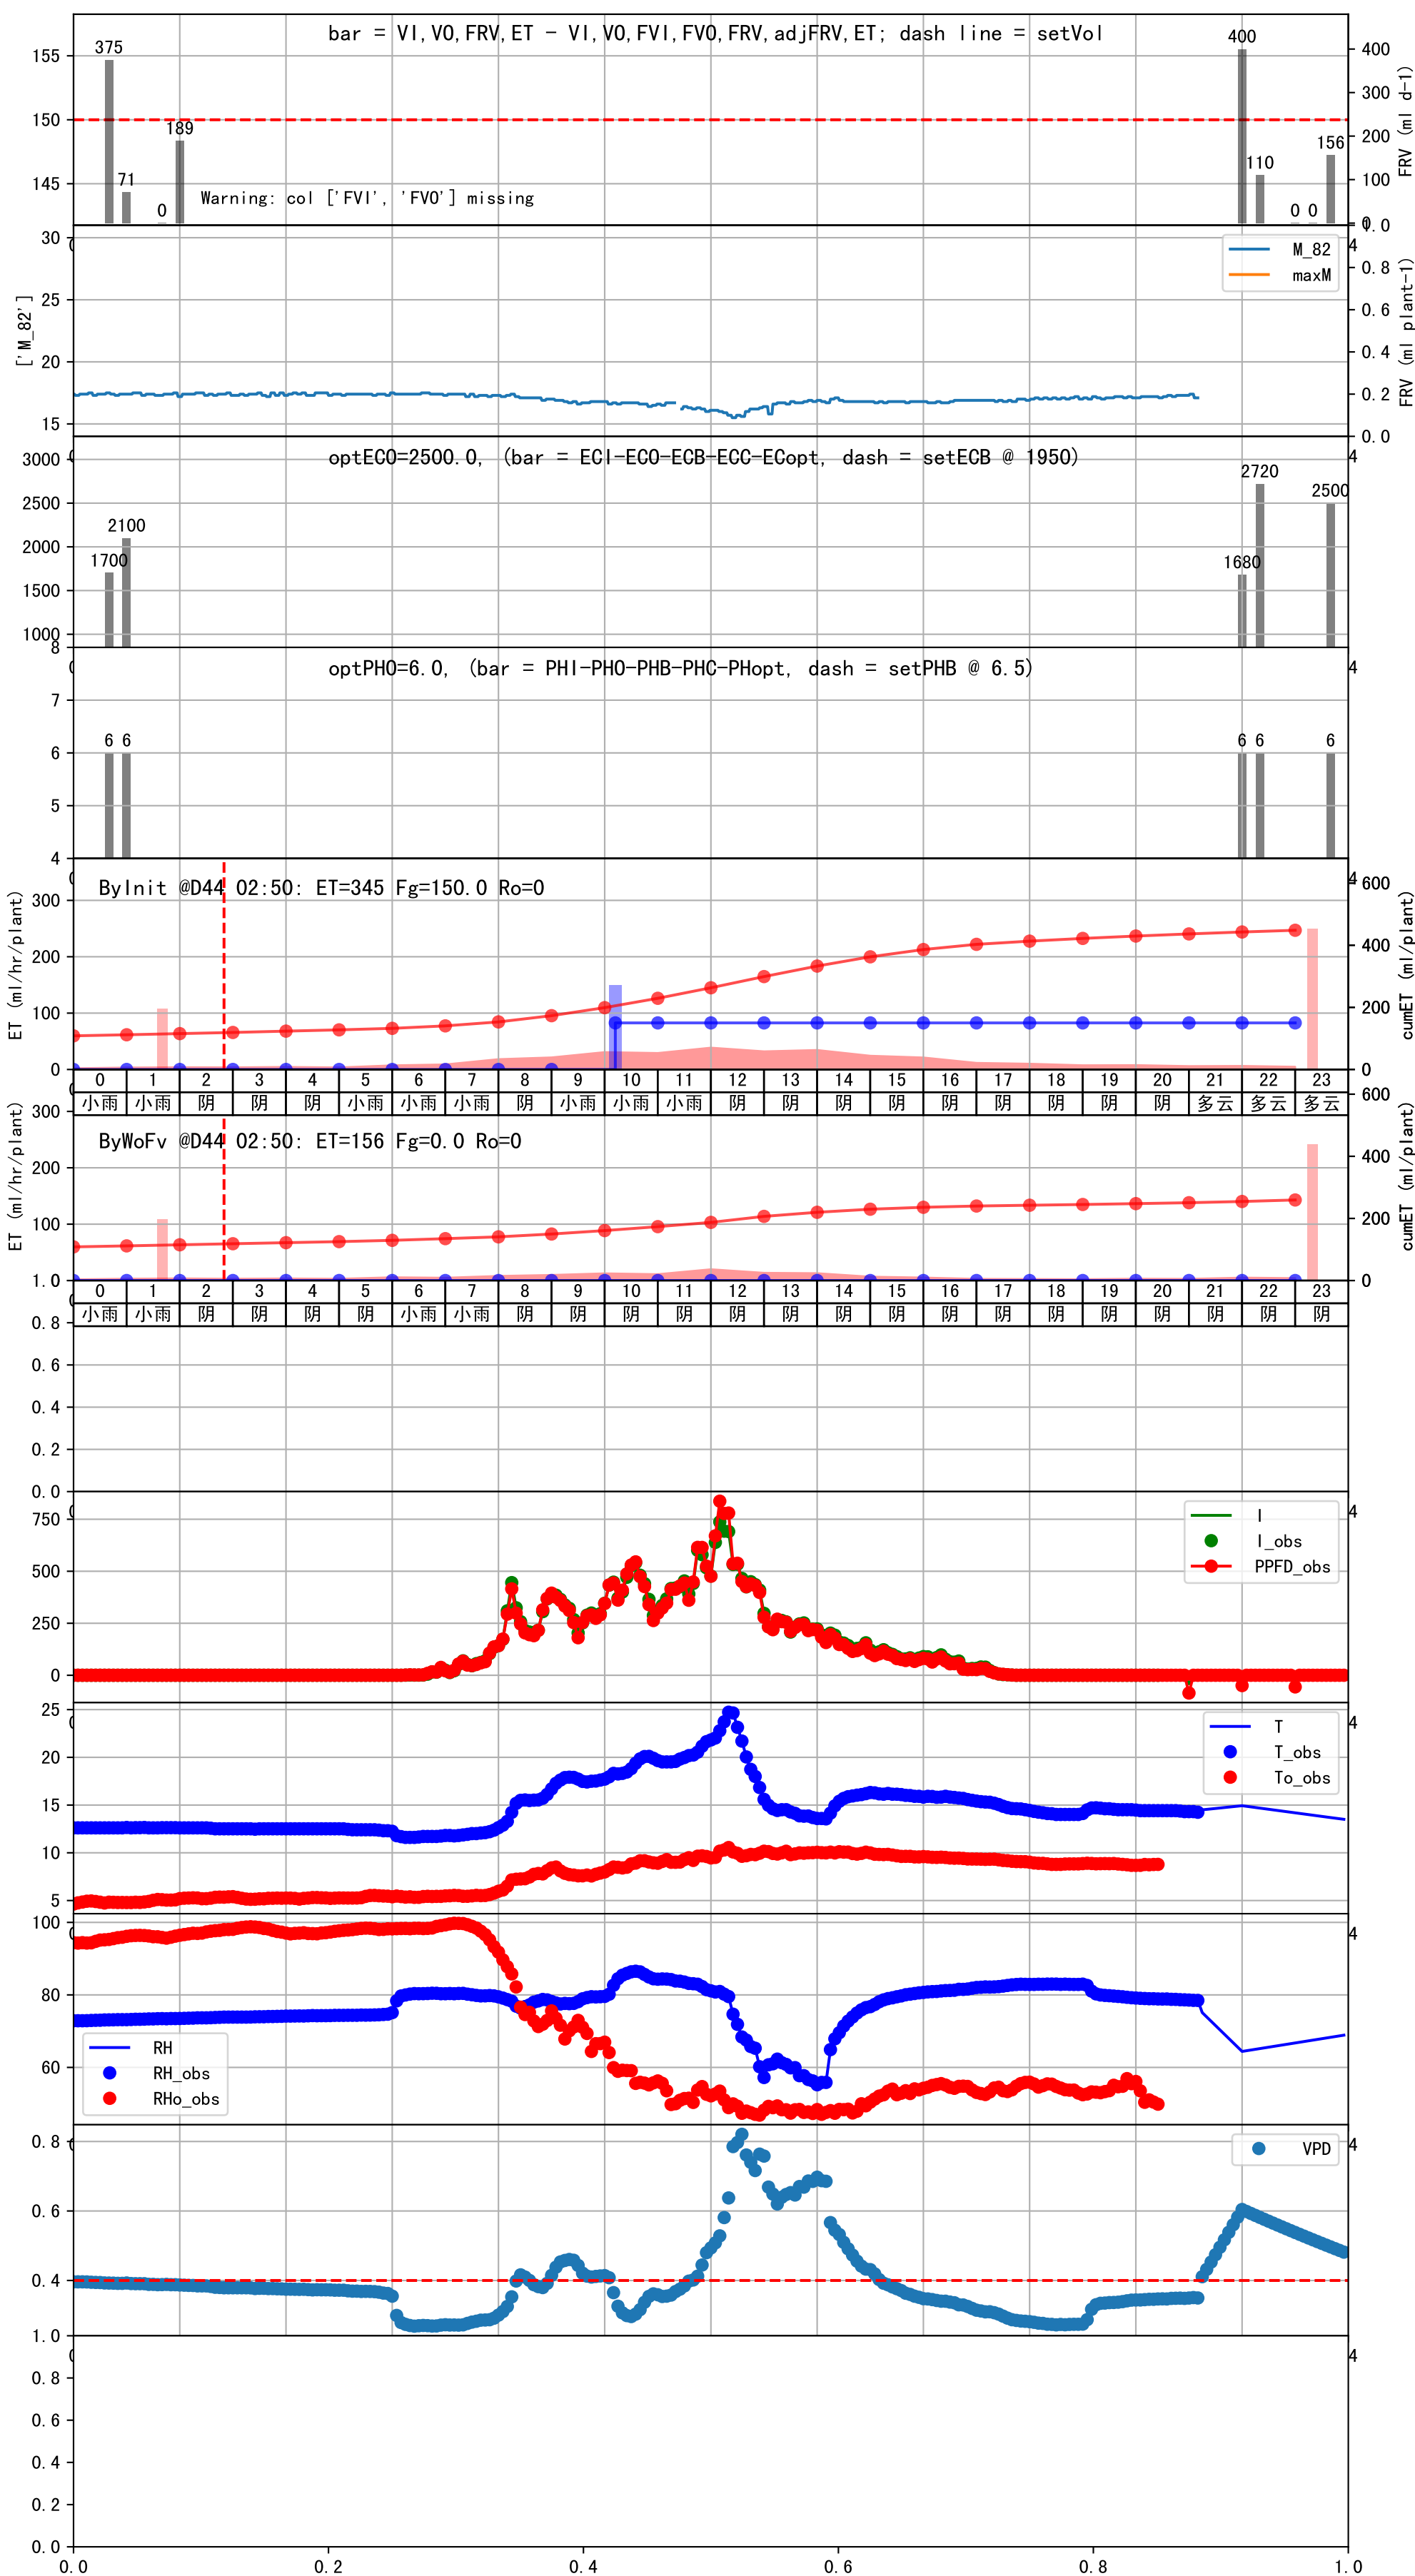 bar = VI,VO,FRV,ET - VI,VO,FVI,FVO,FRV,adjFRV,ET; dash line = setVol
375
71
0
189
400
110
0
0
156
Warning: col ['FVI', 'FVO'] missing
155
150
145
400
300
200
100
0
FRV (ml d-1)
30
25
20
15
['M_82']
M_82
maxM
1.0
0.8
0.6
0.4
0.2
0.0
FRV (ml plant-1)
optECO=2500.0, (bar = ECI-ECO-ECB-ECC-ECopt, dash = setECB @ 1950)
3000
2500
2000
1500
1000
1700
2100
1680
2720
2500
optPHO=6.0, (bar = PHI-PHO-PHB-PHC-PHopt, dash = setPHB @ 6.5)
8
7
6
5
4
6
6
6
6
6
ByInit @D44 02:50: ET=345 Fg=150.0 Ro=0
300
200
100
0
ET (ml/hr/plant)
600
400
200
0
cumET (ml/plant)
0 1 2 3 4 5 6 7 8 9 10 11 12 13 14 15 16 17 18 19 20 21 22 23
小雨 小雨 阴 阴 阴 小雨 小雨 小雨 阴 小雨 小雨 小雨 阴 阴 阴 阴 阴 阴 阴 阴 阴 多云 多云 多云
ByWoFv @D44 02:50: ET=156 Fg=0.0 Ro=0
300
200
100
ET (ml/hr/plant)
600
400
200
0
cumET (ml/plant)
0 1 2 3 4 5 6 7 8 9 10 11 12 13 14 15 16 17 18 19 20 21 22 23
小雨 小雨 阴 阴 阴 阴 小雨 小雨 阴 阴 阴 阴 阴 阴 阴 阴 阴 阴 阴 阴 阴 阴 阴 阴
1.0
0.8
0.6
0.4
0.2
0.0
750
500
250
0
I
I_obs
PPFD_obs
25
20
15
10
5
T
T_obs
To_obs
100
80
60
RH
RH_obs
RHo_obs
0.8
0.6
0.4
VPD
1.0
0.8
0.6
0.4
0.2
0.0
0.0 0.2 0.4 0.6 0.8 1.0